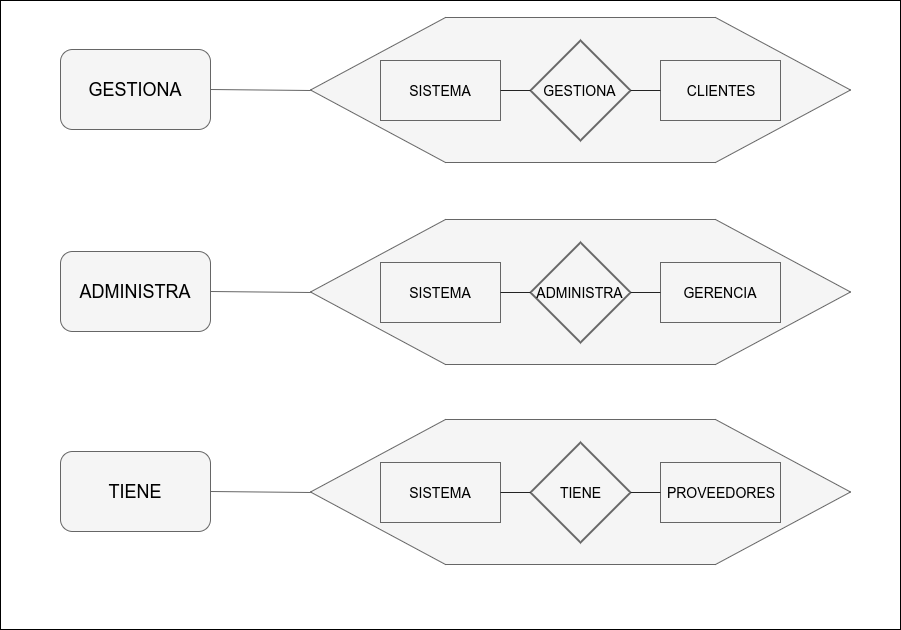 GESTIONA
SISTEMA
GESTIONA
CLIENTES
ADMINISTRA
SISTEMA
ADMINISTRA
GERENCIA
TIENE
SISTEMA
TIENE
PROVEEDORES